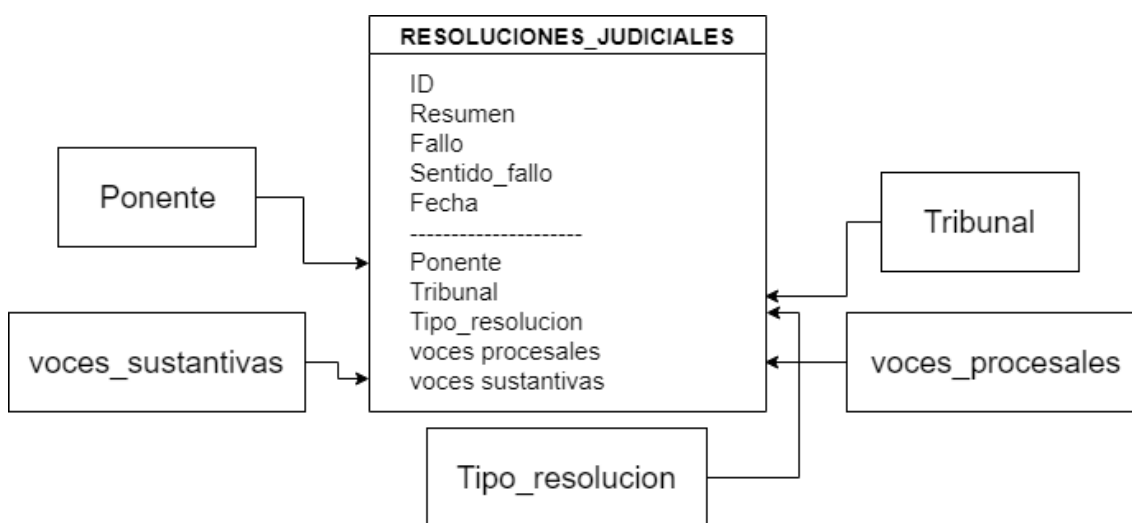 RESOLUCIONES_JUDICIALES
ID
Resumen
Fallo
Sentido_fallo
Fecha
---------------------
Ponente
Tribunal
Tipo_resolucion
voces procesales
voces sustantivas
Ponente
voces_sustantivas
Tribunal
voces_procesales
Tipo_resolucion